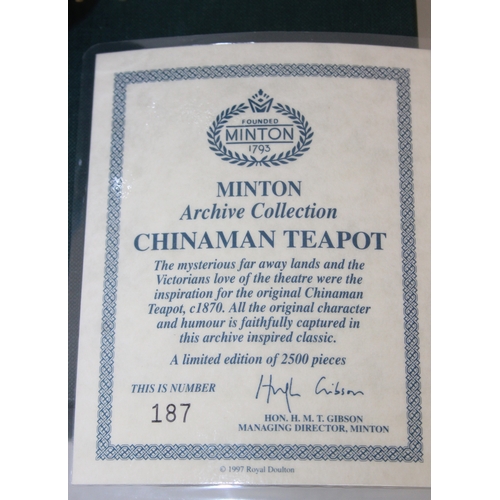 FOUNDED
MINTON
1793
MINTON
Archive Collection
CHINAMAN TEAPOT
The mysterious far away lands and the
Victorians love of the theatre were the
inspiration for the original Chinaman
Teapot, c1870. All the original character
and humour is faithfully captured in
this archive inspired classic.
A limited edition of 2500 pieces
THIS IS NUMBER
187
Hugh Gibson
HON. H. M. T. GIBSON
MANAGING DIRECTOR, MINTON
© 1997 Royal Doulton